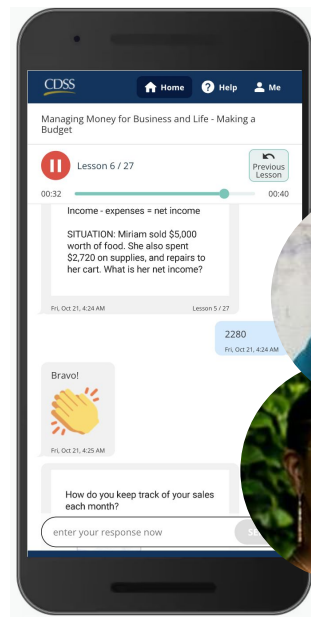 CDSS
Home Help Me
Managing Money for Business and Life - Making a
Budget
Lesson 6 / 27
Previous
Lesson
00:32 00:40
Income - expenses = net income
SITUATION: Miriam sold $5,000
worth of food. She also spent
$2,720 on supplies, and repairs to
her cart. What is her net income?
Fri, Oct 21, 4:24 AM Lesson 5 / 27
2280
Fri, Oct 21, 4:24 AM
Bravo!
Fri, Oct 21, 4:25 AM
How do you keep track of your sales
each month?
enter your response now